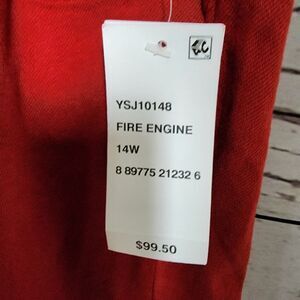 YSJ10148
FIRE ENGINE
14W
8 89775 21232 6
$99.50